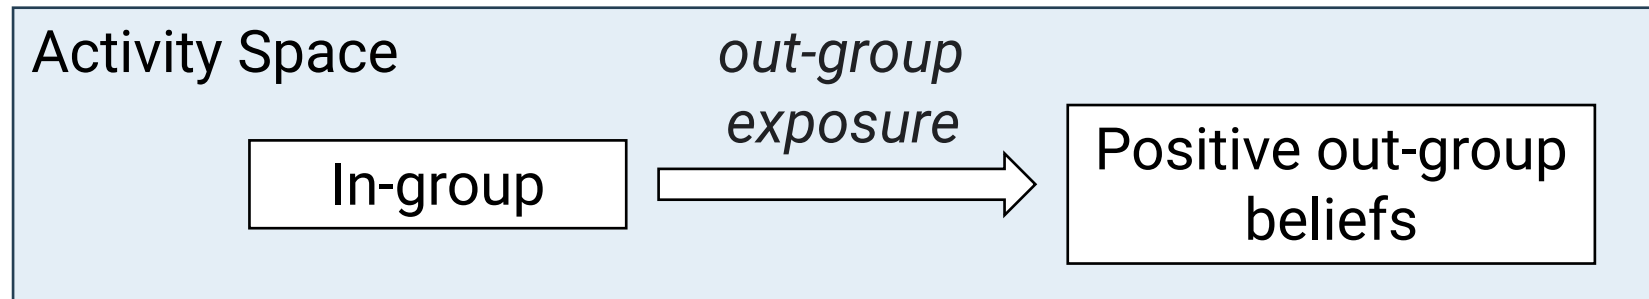 Activity Space
out-group
exposure
In-group
Positive out-group
beliefs